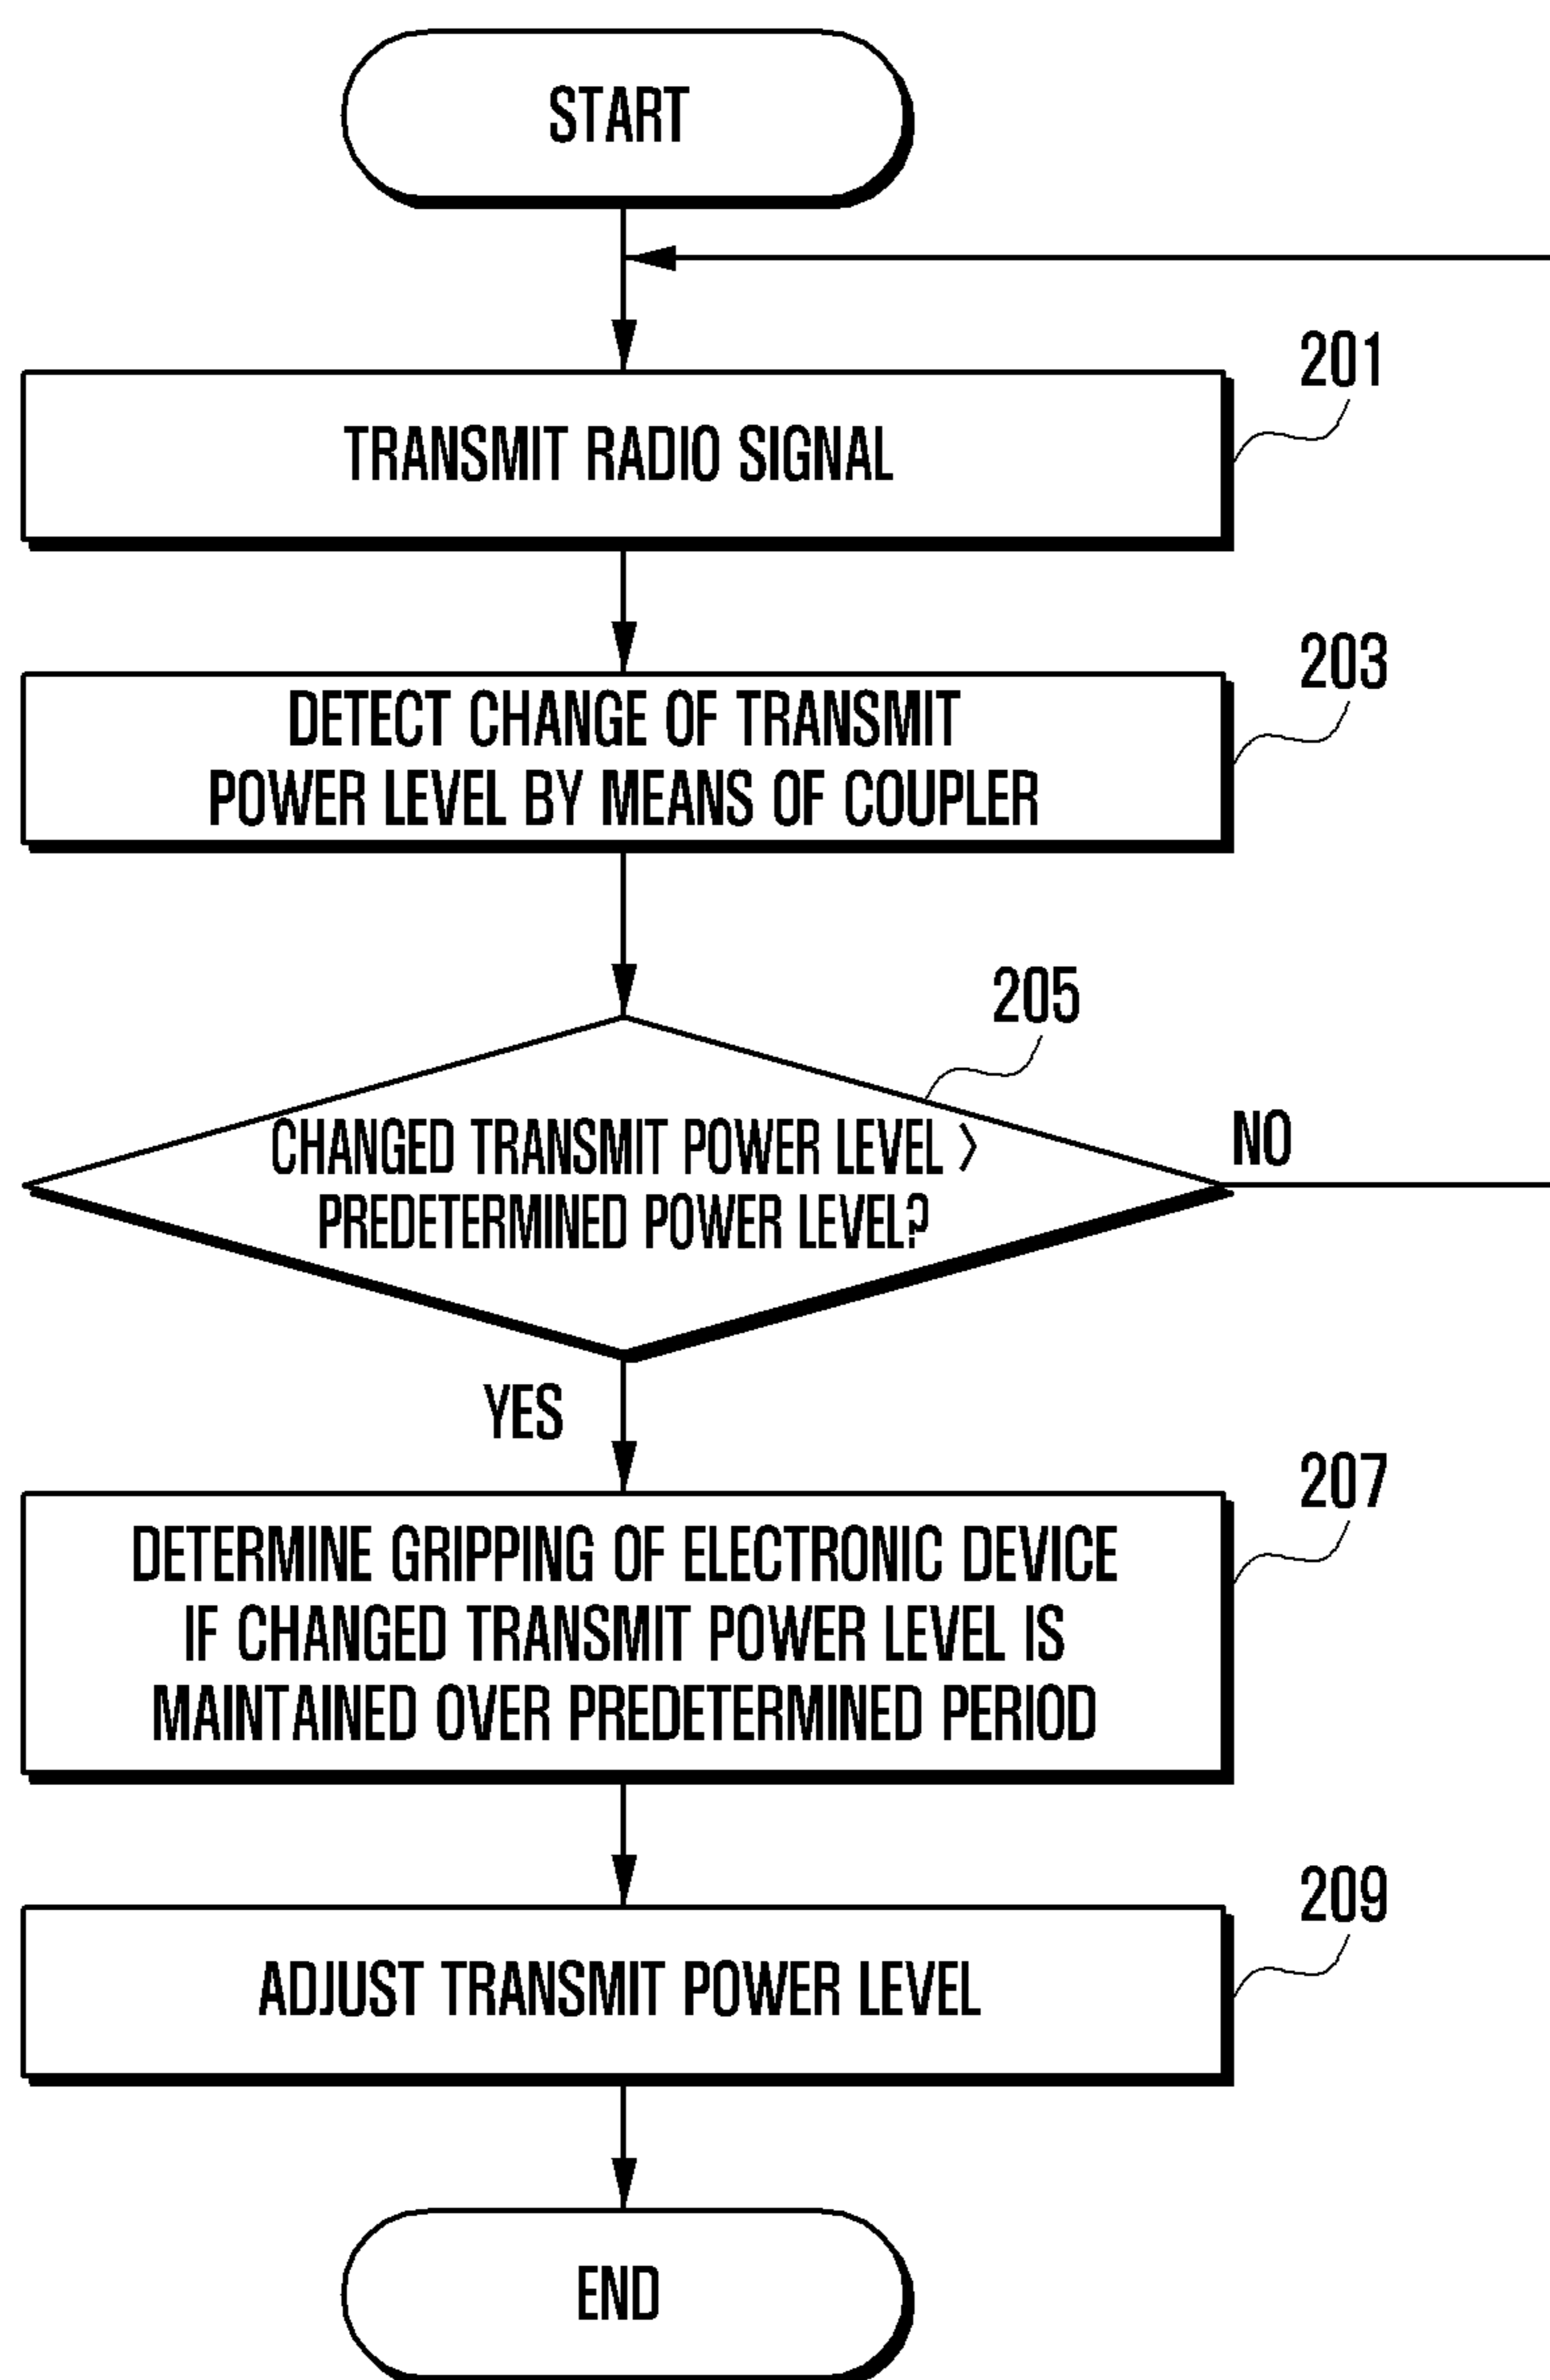 START
201
TRANSMIT RADIO SIGNAL
203
DETECT CHANGE OF TRANSMIT
POWER LEVEL BY MEANS OF COUPLER
205
CHANGED TRANSMIT POWER LEVEL >
PREDETERMINED POWER LEVEL?
NO
YES
207
DETERMINE GRIPPING OF ELECTRONIC DEVICE
IF CHANGED TRANSMIT POWER LEVEL IS
MAINTAINED OVER PREDETERMINED PERIOD
209
ADJUST TRANSMIT POWER LEVEL
END